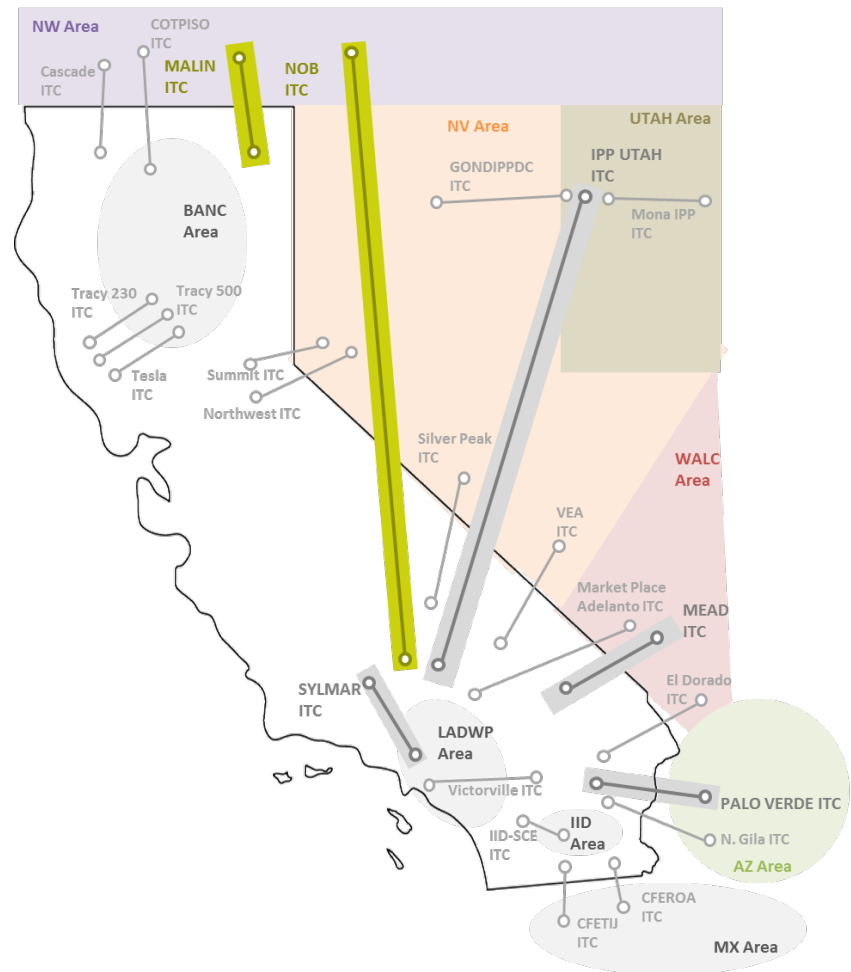 NW Area
COTPISO
ITC
Cascade
ITC
MALIN
ITC
NOB
ITC
NV Area
UTAH Area
GONDIPPDC
ITC
IPP UTAH
ITC
Mona IPP
ITC
BANC
Area
Tracy 230
ITC
Tracy 500
ITC
Tesla
ITC
Summit ITC
Northwest ITC
Silver Peak
ITC
WALC
Area
VEA
ITC
Market Place
Adelanto ITC
MEAD
ITC
El Dorado
ITC
SYLMAR
ITC
LADWP
Area
Victorville ITC
PALO VERDE ITC
IID-SCE
ITC
IID
Area
N. Gila ITC
AZ Area
CFEROA
ITC
CFETIJ
ITC
MX Area